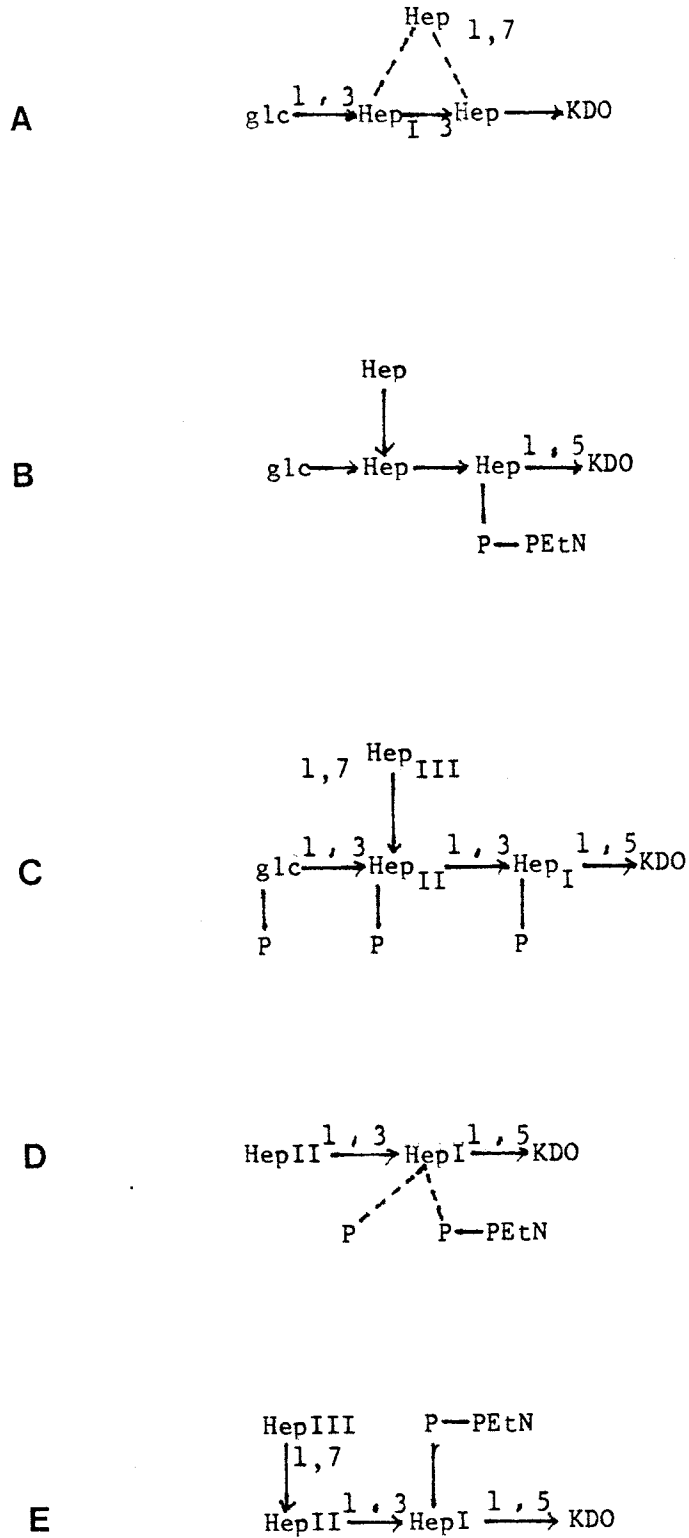 Hep 1,7
1,3
A glc Hep I 3 Hep KDO
Hep
1,5
B glc Hep Hep KDO
P PEtN
1,7 Hep III
1,3 1,3 1,5
C glc Hep II Hep I KDO
P P P
1,3 1,5
D HepII HepI KDO
P P PEtN
HepIII P PEtN
1,7
1,3 1,5
E HepII HepI KDO